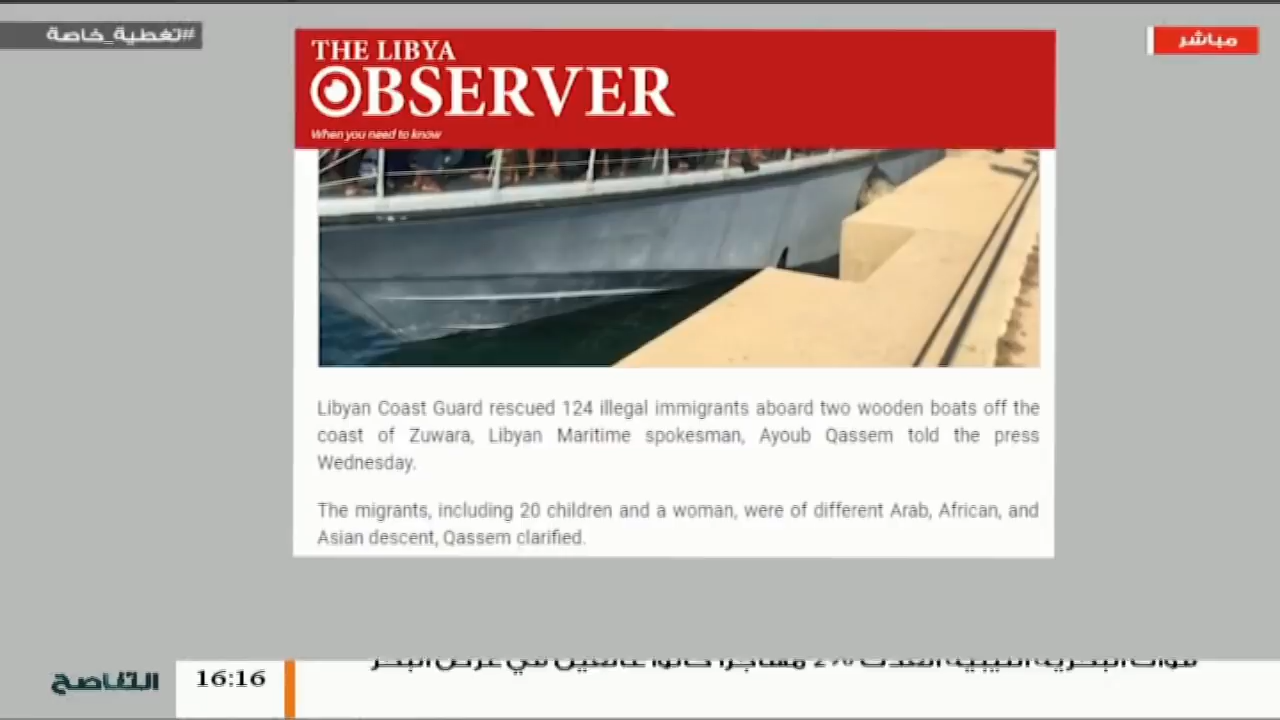 #تغطية_خاصة
مباشر
THE LIBYA
OBSERVER
When you need to know
Libyan Coast Guard rescued 124 illegal immigrants aboard two wooden boats off the
coast of Zuwara, Libyan Maritime spokesman, Ayoub Qassem told the press
Wednesday.
The migrants, including 20 children and a woman, were of different Arab, African, and
Asian descent, Qassem clarified.
التناصح
16:16